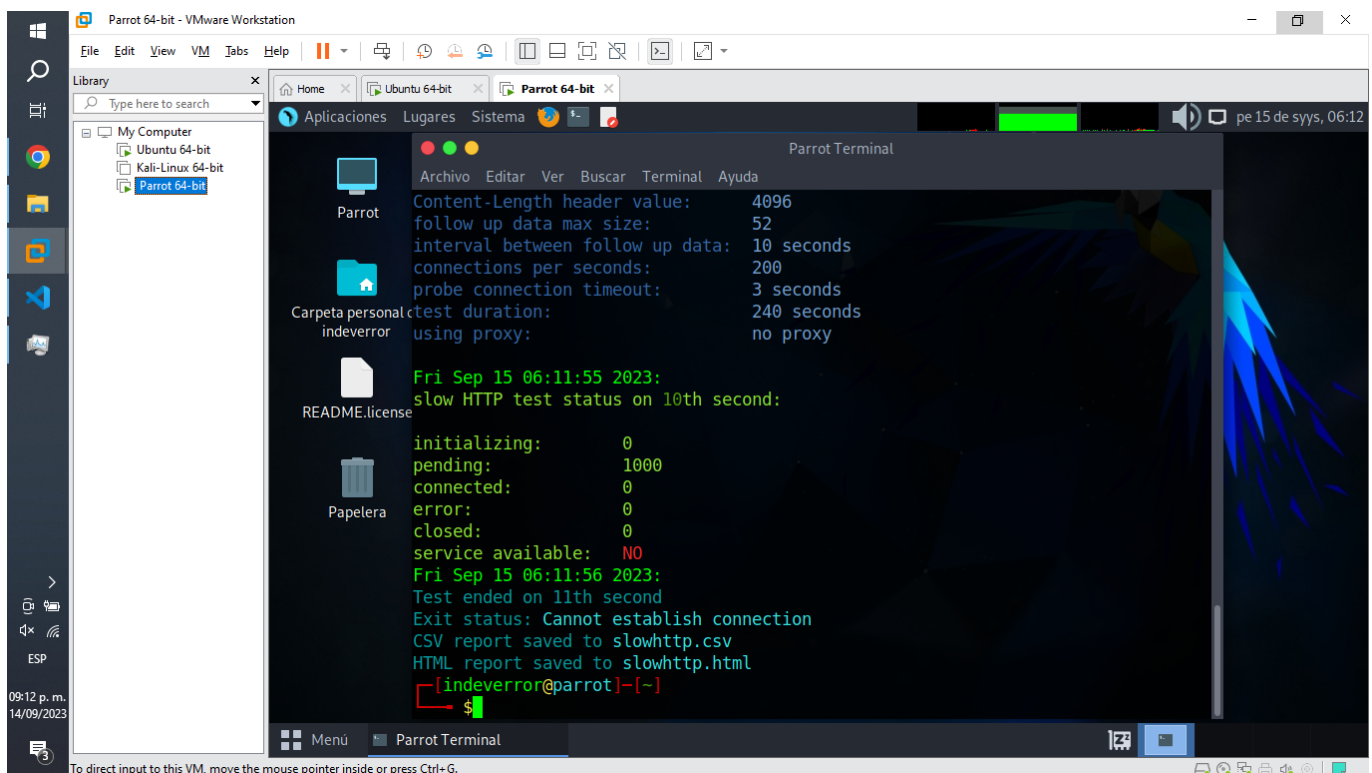 Parrot 64-bit - VMware Workstation
File Edit View VM Tabs Help
Library
Type here to search
My Computer
Ubuntu 64-bit
Kali-Linux 64-bit
Parrot 64-bit
Home Ubuntu 64-bit Parrot 64-bit
Aplicaciones Lugares Sistema
pe 15 de syys, 06:12
Parrot
Carpeta personal
indeverror
README.license
Papelera
Parrot Terminal
Archivo Editar Ver Buscar Terminal Ayuda
Content-Length header value: 4096
follow up data max size: 52
interval between follow up data: 10 seconds
connections per seconds: 200
probe connection timeout: 3 seconds
test duration: 240 seconds
using proxy: no proxy
Fri Sep 15 06:11:55 2023:
slow HTTP test status on 10th second:
initializing: 0
pending: 1000
connected: 0
error: 0
closed: 0
service available: NO
Fri Sep 15 06:11:56 2023:
Test ended on 11th second
Exit status: Cannot establish connection
CSV report saved to slowhttp.csv
HTML report saved to slowhttp.html
[indeverror@parrot]-[~]
$
Menú Parrot Terminal
ESP
09:12 p. m.
14/09/2023
3
To direct input to this VM, move the mouse pointer inside or press Ctrl+G.